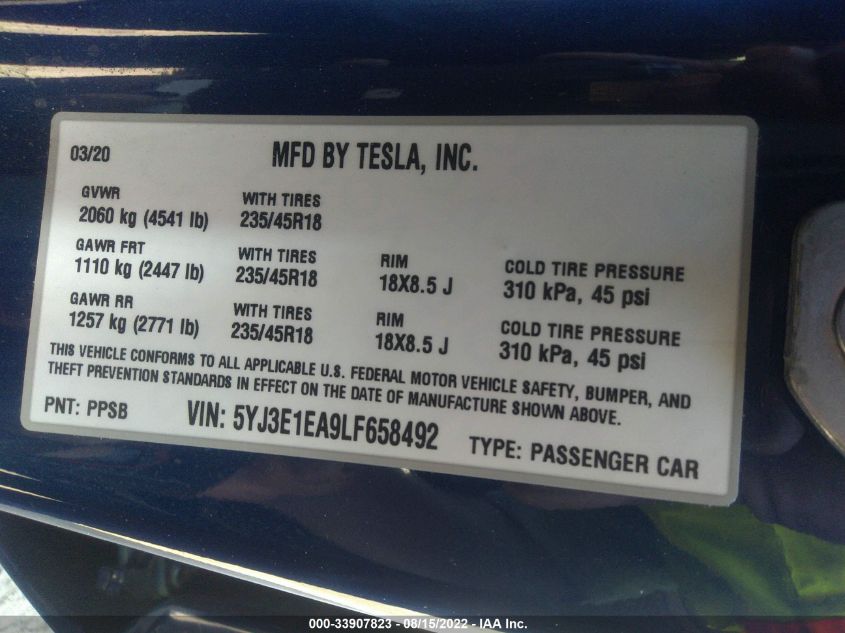 03/20
MFD BY TESLA, INC.
GVWR
2060 kg (4541 lb)
WITH TIRES
235/45R18
GAWR FRT
1110 kg (2447 lb)
WITH TIRES
235/45R18
RIM
18X8.5 J
COLD TIRE PRESSURE
310 kPa, 45 psi
GAWR RR
1257 kg (2771 lb)
WITH TIRES
235/45R18
RIM
18X8.5 J
COLD TIRE PRESSURE
310 kPa, 45 psi
THIS VEHICLE CONFORMS TO ALL APPLICABLE U.S. FEDERAL MOTOR VEHICLE SAFETY, BUMPER, AND
THEFT PREVENTION STANDARDS IN EFFECT ON THE DATE OF MANUFACTURE SHOWN ABOVE.
PNT: PPSB
VIN: 5YJ3E1EA9LF658492
TYPE: PASSENGER CAR
000-33907823 - 08/15/2022 - IAA Inc.